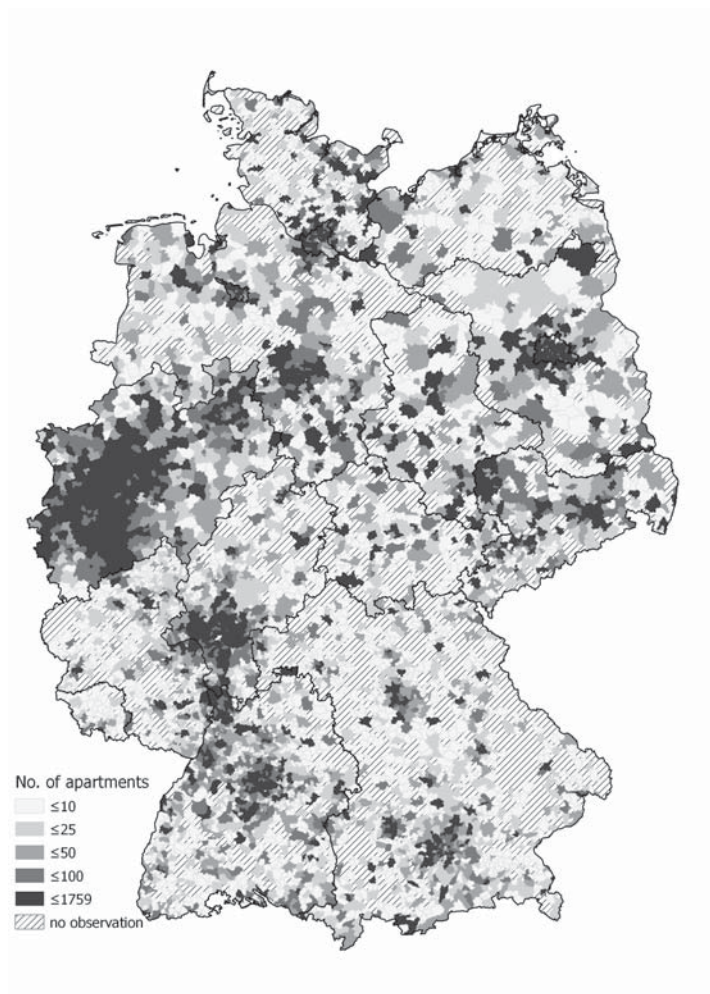 No. of apartments
≤10
≤25
≤50
≤100
≤1759
no observation